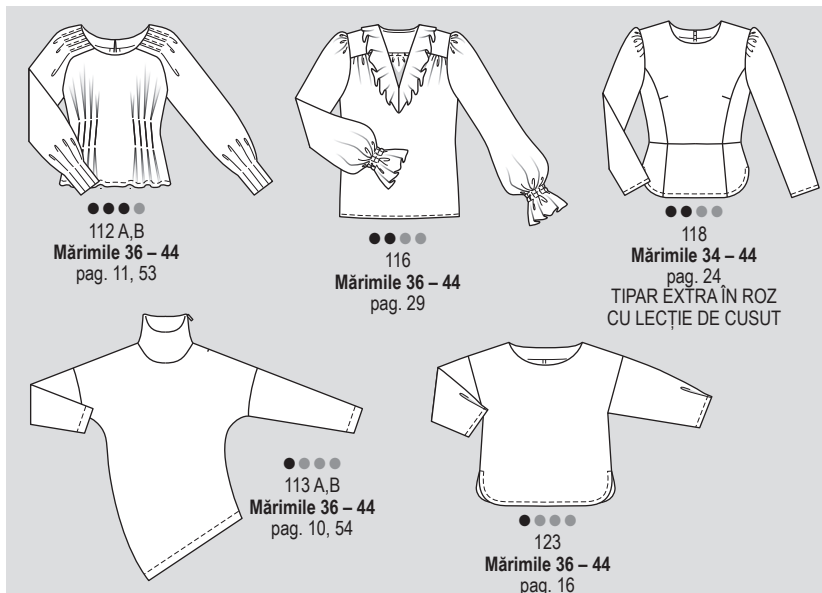 112 A,B
Mărimile 36 – 44
pag. 11, 53
116
Mărimile 36 – 44
pag. 29
118
Mărimile 34 – 44
pag. 24
TIPAR EXTRA ÎN ROZ
CU LECȚIE DE CUSUT
113 A,B
Mărimile 36 – 44
pag. 10, 54
123
Mărimile 36 – 44
pag. 16